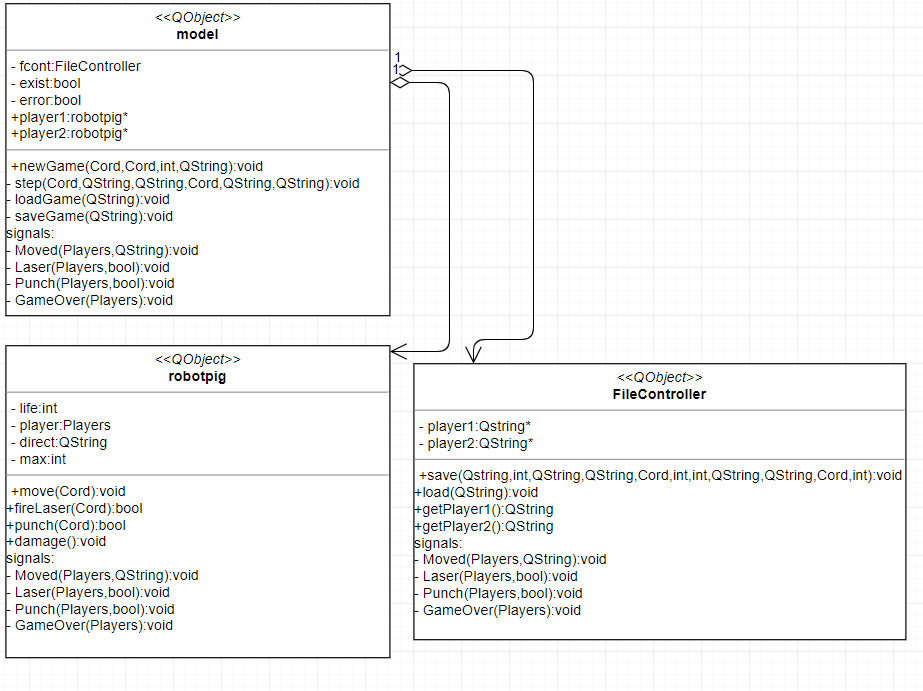 <<QObject>>
model
- fcont:FileController
- exist:bool
- error:bool
+player1:robotpig*
+player2:robotpig*
+newGame(Cord,Cord,int,QString):void
- step(Cord,QString,QString,Cord,QString,QString):void
- loadGame(QString):void
- saveGame(QString):void
signals:
- Moved(Players,QString):void
- Laser(Players,bool):void
- Punch(Players,bool):void
- GameOver(Players):void
1
1
<<QObject>>
robotpig
- life:int
- player:Players
- direct:QString
- max:int
+move(Cord):void
+fireLaser(Cord):bool
+punch(Cord):bool
+damage():void
signals:
- Moved(Players,QString):void
- Laser(Players,bool):void
- Punch(Players,bool):void
- GameOver(Players):void
<<QObject>>
FileController
- player1:Qstring*
- player2:QString*
+save(Qstring,int,QString,QString,Cord,int,int,QString,QString,Cord,int):void
+load(QString):void
+getPlayer1():QString
+getPlayer2():QString
signals:
- Moved(Players,QString):void
- Laser(Players,bool):void
- Punch(Players,bool):void
- GameOver(Players):void